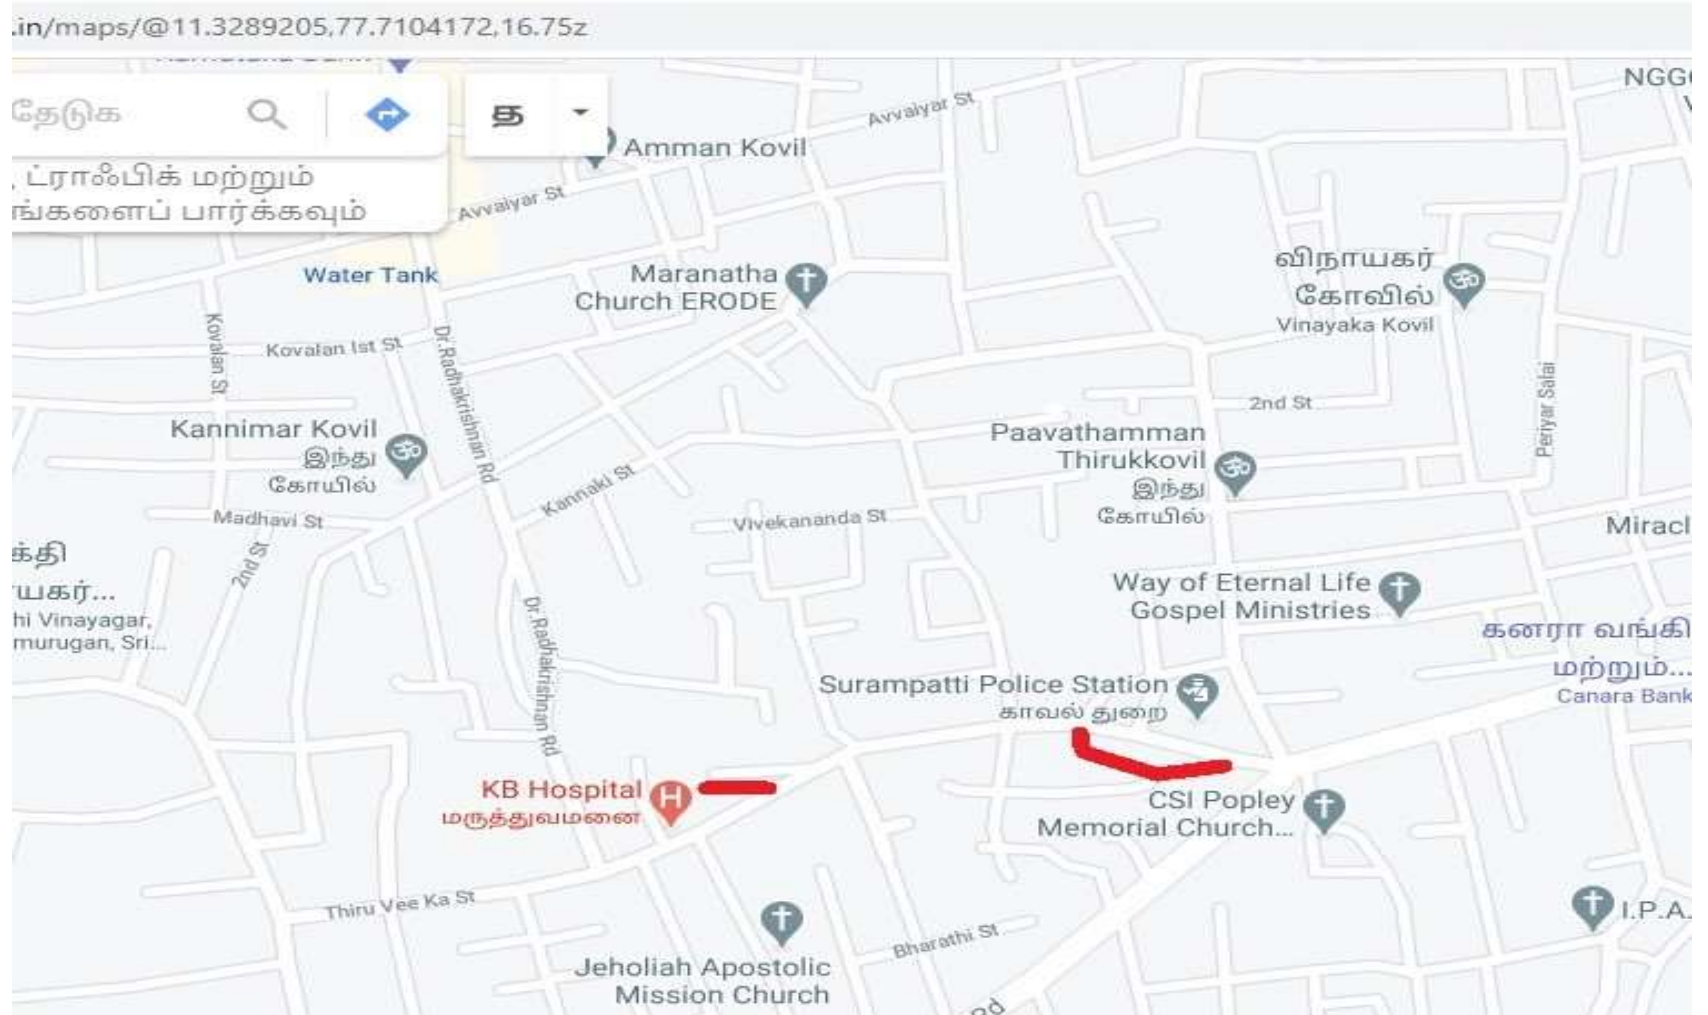 .in/maps/@11.3289205,77.7104172,16.75z
தேடுக
த
Avvaiyar St
NGG
Amman Kovil
ட்ராஃபிக் மற்றும்
ங்களைப் பார்க்கவும்
Avvaiyar St
Water Tank
Maranatha
Church ERODE
விநாயகர்
கோவில்
Vinayaka Kovil
Kovalan St
Kovalan Ist St
Dr.Radhakrishnan Rd
2nd St
Periyar Salai
Kannimar Kovil
இந்து
கோயில்
Paavathamman
Thirukkovil
இந்து
கோயில்
Kannaki St
Madhavi St
Vivekananda St
Miracl
2nd St
க்தி
யகர்...
hi Vinayagar,
murugan, Sri...
Way of Eternal Life
Gospel Ministries
Dr.Radhakrishnan Rd
கனரா வங்கி
மற்றும்...
Canara Bank
Surampatti Police Station
காவல் துறை
KB Hospital
மருத்துவமனை
H
CSI Popley
Memorial Church...
Thiru Vee Ka St
I.P.A.
Bharathi St
Jeholiah Apostolic
Mission Church
Rd